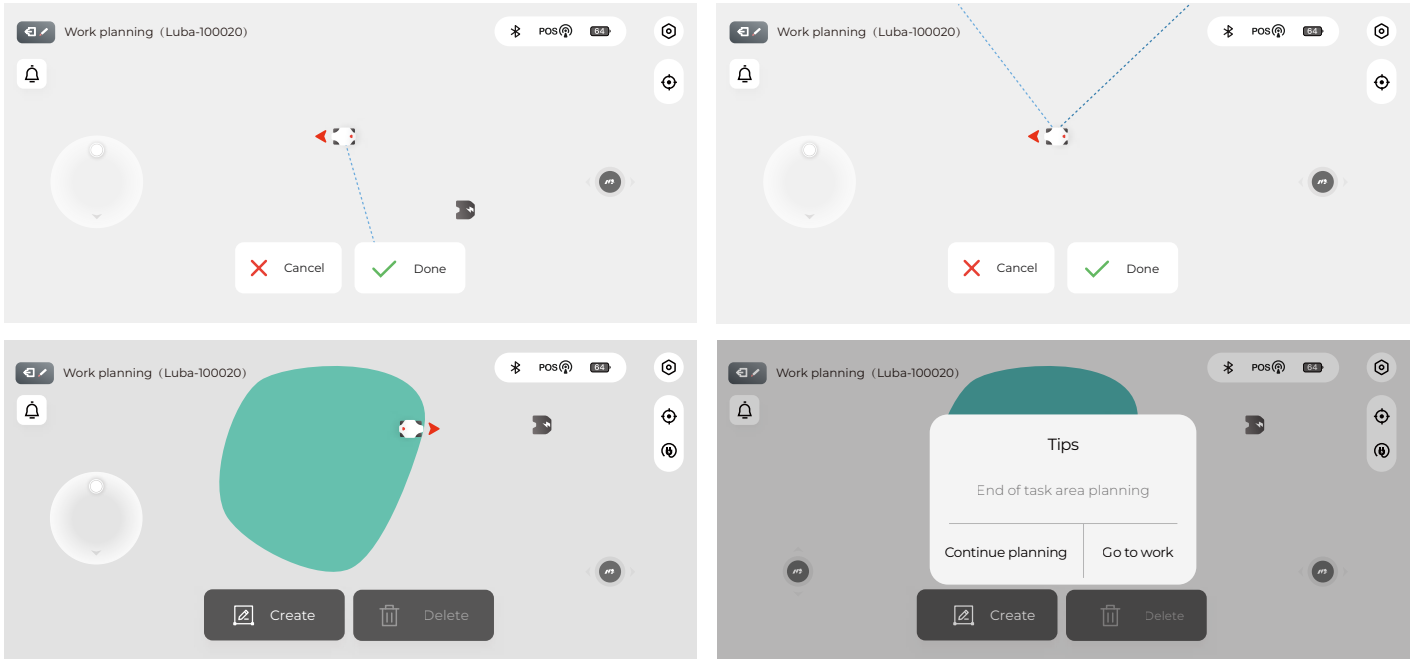 Work planning（Luba-100020）
POS
64
Cancel
Done
Work planning（Luba-100020）
POS
64
Cancel
Done
Work planning（Luba-100020）
POS
64
Create
Delete
Work planning（Luba-100020）
POS
64
Tips
End of task area planning
Continue planning
Go to work
Create
Delete